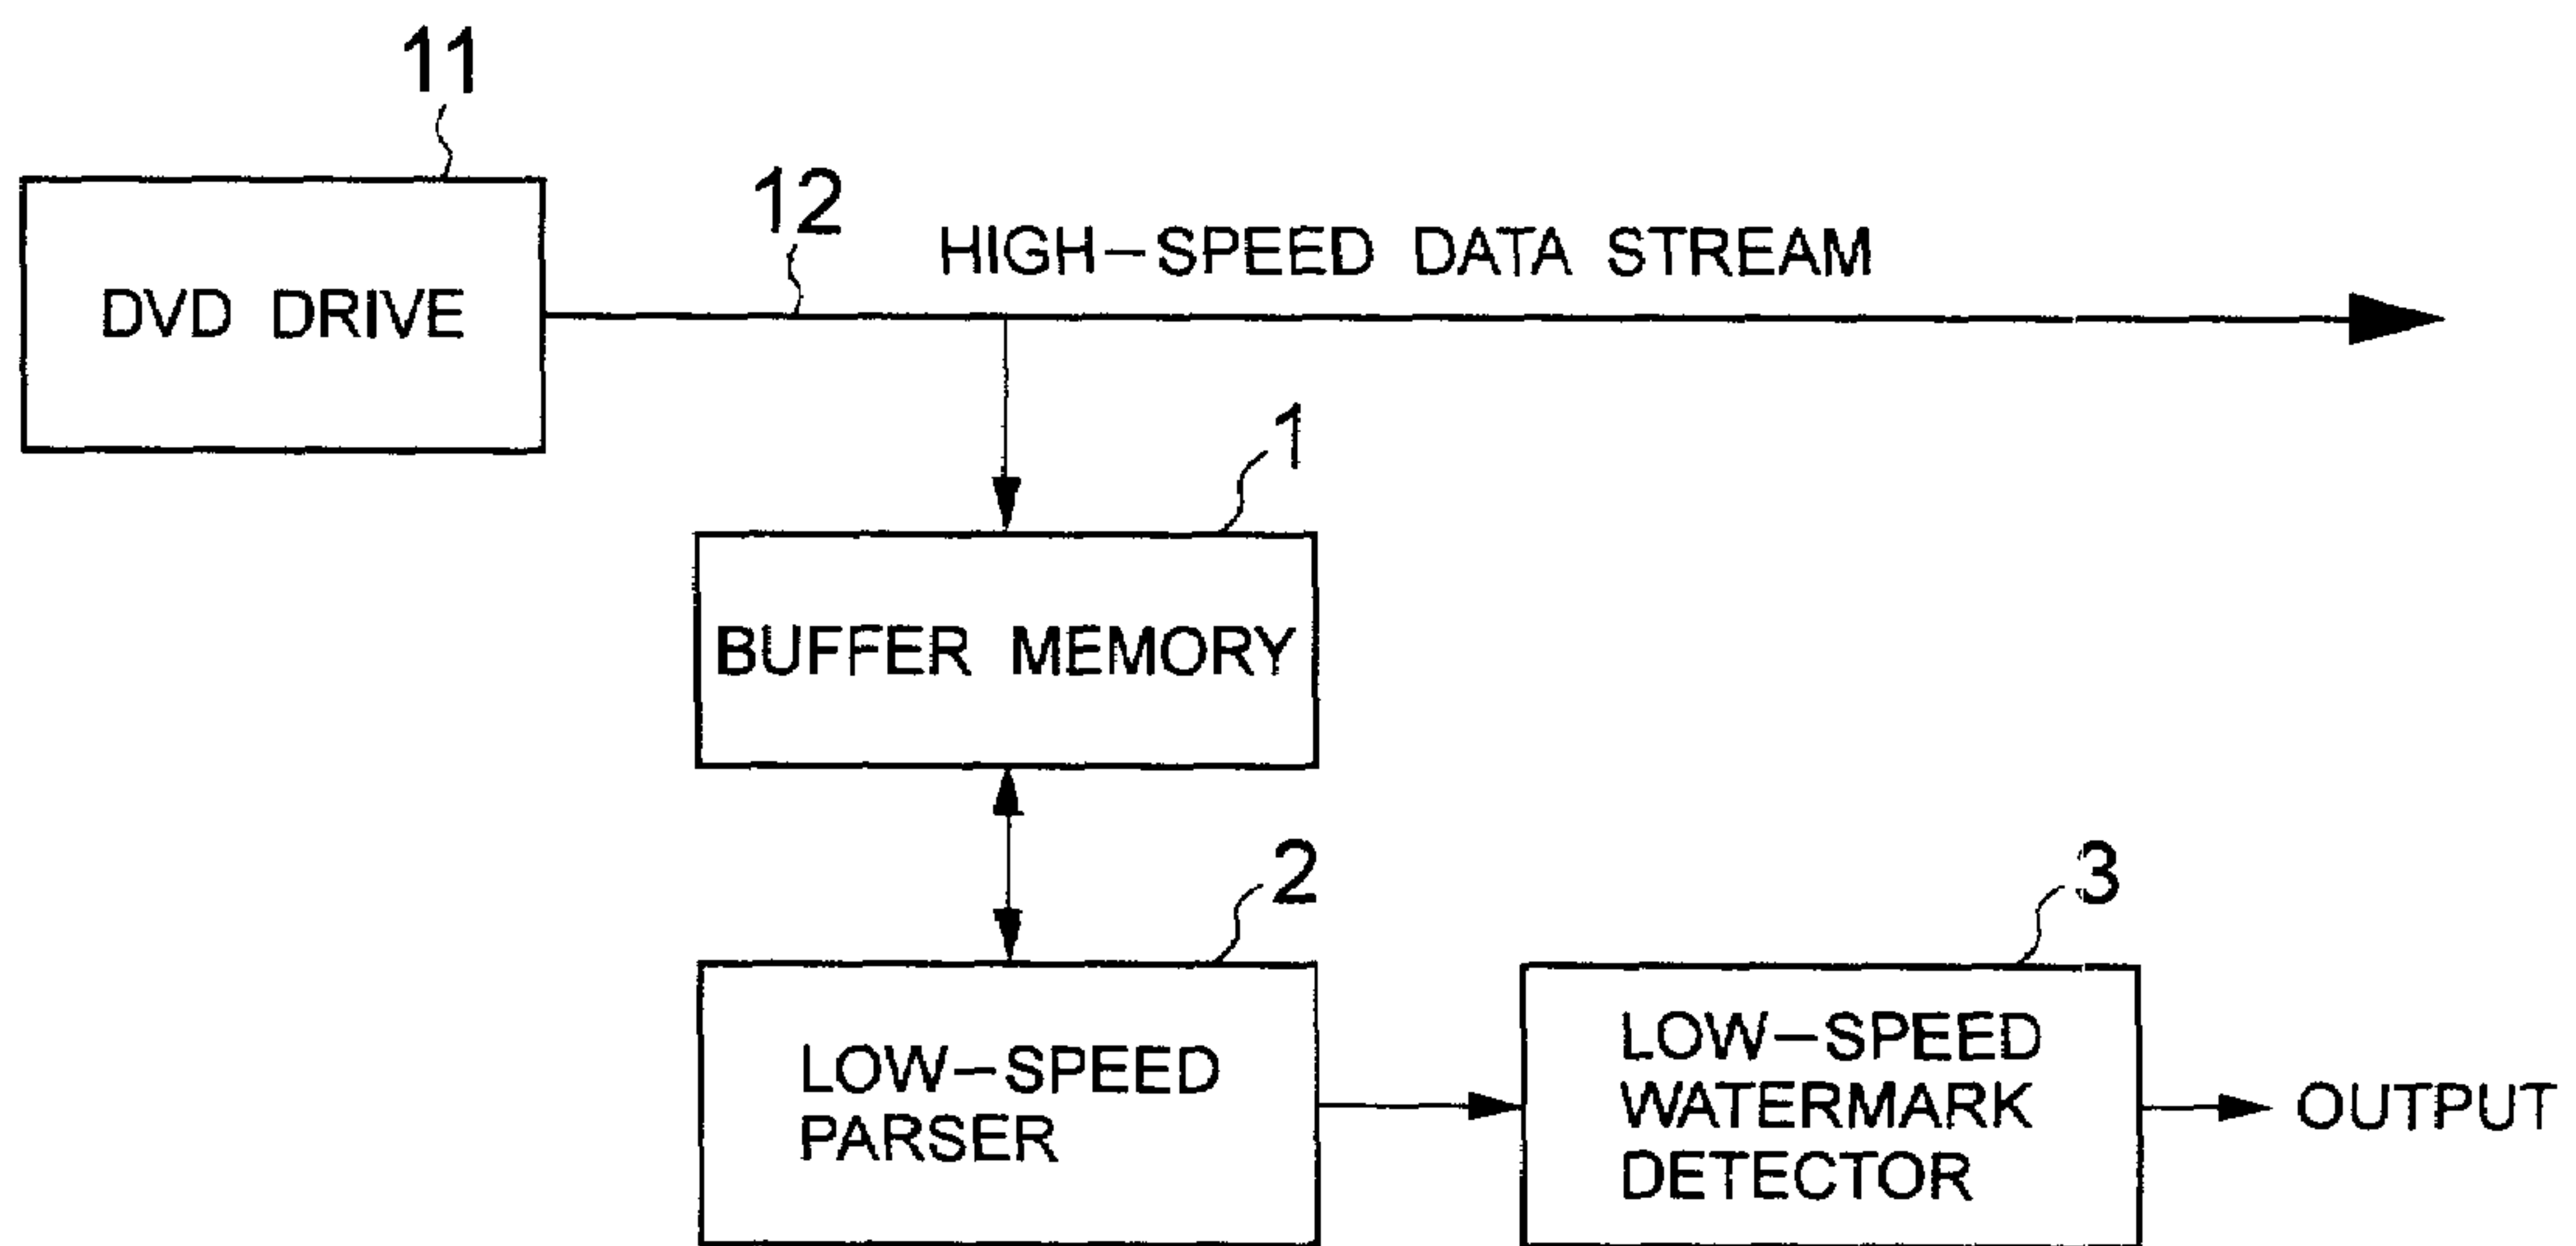 11
12
HIGH-SPEED DATA STREAM
DVD DRIVE
1
BUFFER MEMORY
2
3
LOW-SPEED
PARSER
LOW-SPEED
WATERMARK
DETECTOR
OUTPUT